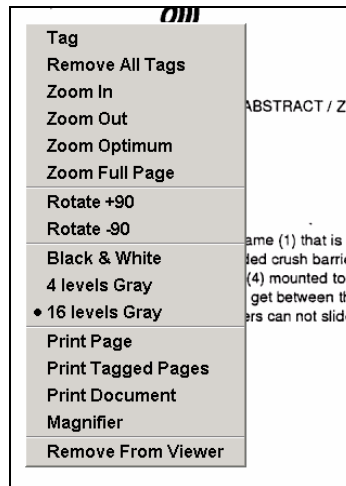 Tag
Remove All Tags
Zoom In
Zoom Out
Zoom Optimum
Zoom Full Page
Rotate +90
Rotate -90
Black & White
4 levels Gray
• 16 levels Gray
Print Page
Print Tagged Pages
Print Document
Magnifier
Remove From Viewer
ABSTRACT / Z
ame (1) that is
ded crush barrie
(4) mounted to
get between th
ers can not slide